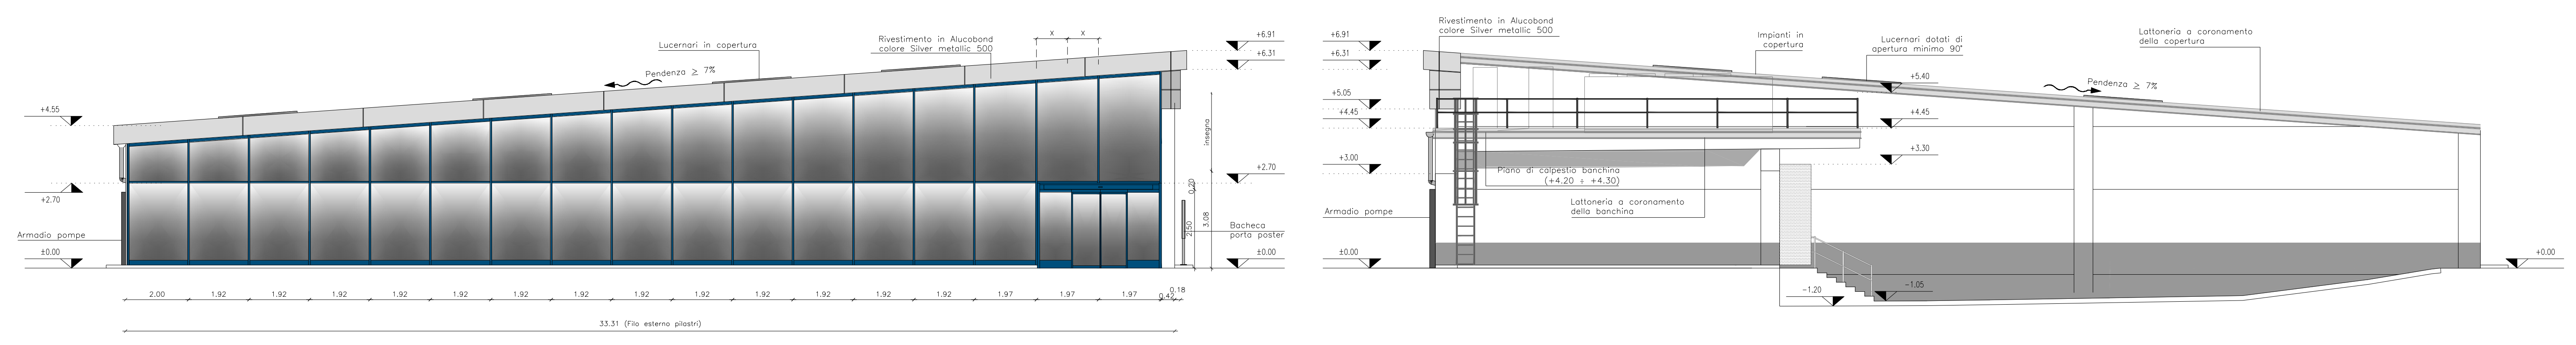 Lucernari in copertura
Rivestimento in Alucobond
colore Silver metallic 500
x
x
Pendenza ≥ 7%
+6.91
+6.31
+4.55
+2.70
+2.70
insegna
0.20
3.08
2.50
Armadio pompe
±0.00
Bacheca
porta poster
±0.00
2.00
1.92
1.92
1.92
1.92
1.92
1.92
1.92
1.92
1.92
1.92
1.92
1.92
1.92
1.97
1.97
1.97
0.42
0.18
33.31 (Filo esterno pilastri)
Rivestimento in Alucobond
colore Silver metallic 500
Impianti in
copertura
Lucernari dotati di
apertura minimo 90°
Lattoneria a coronamento
della copertura
Pendenza ≥ 7%
+6.91
+6.31
+5.40
+5.05
+4.45
+4.45
+3.30
+3.00
Piano di calpestio banchina
(+4.20 ÷ +4.30)
Lattoneria a coronamento
della banchina
Armadio pompe
±0.00
+0.00
-1.20
-1.05